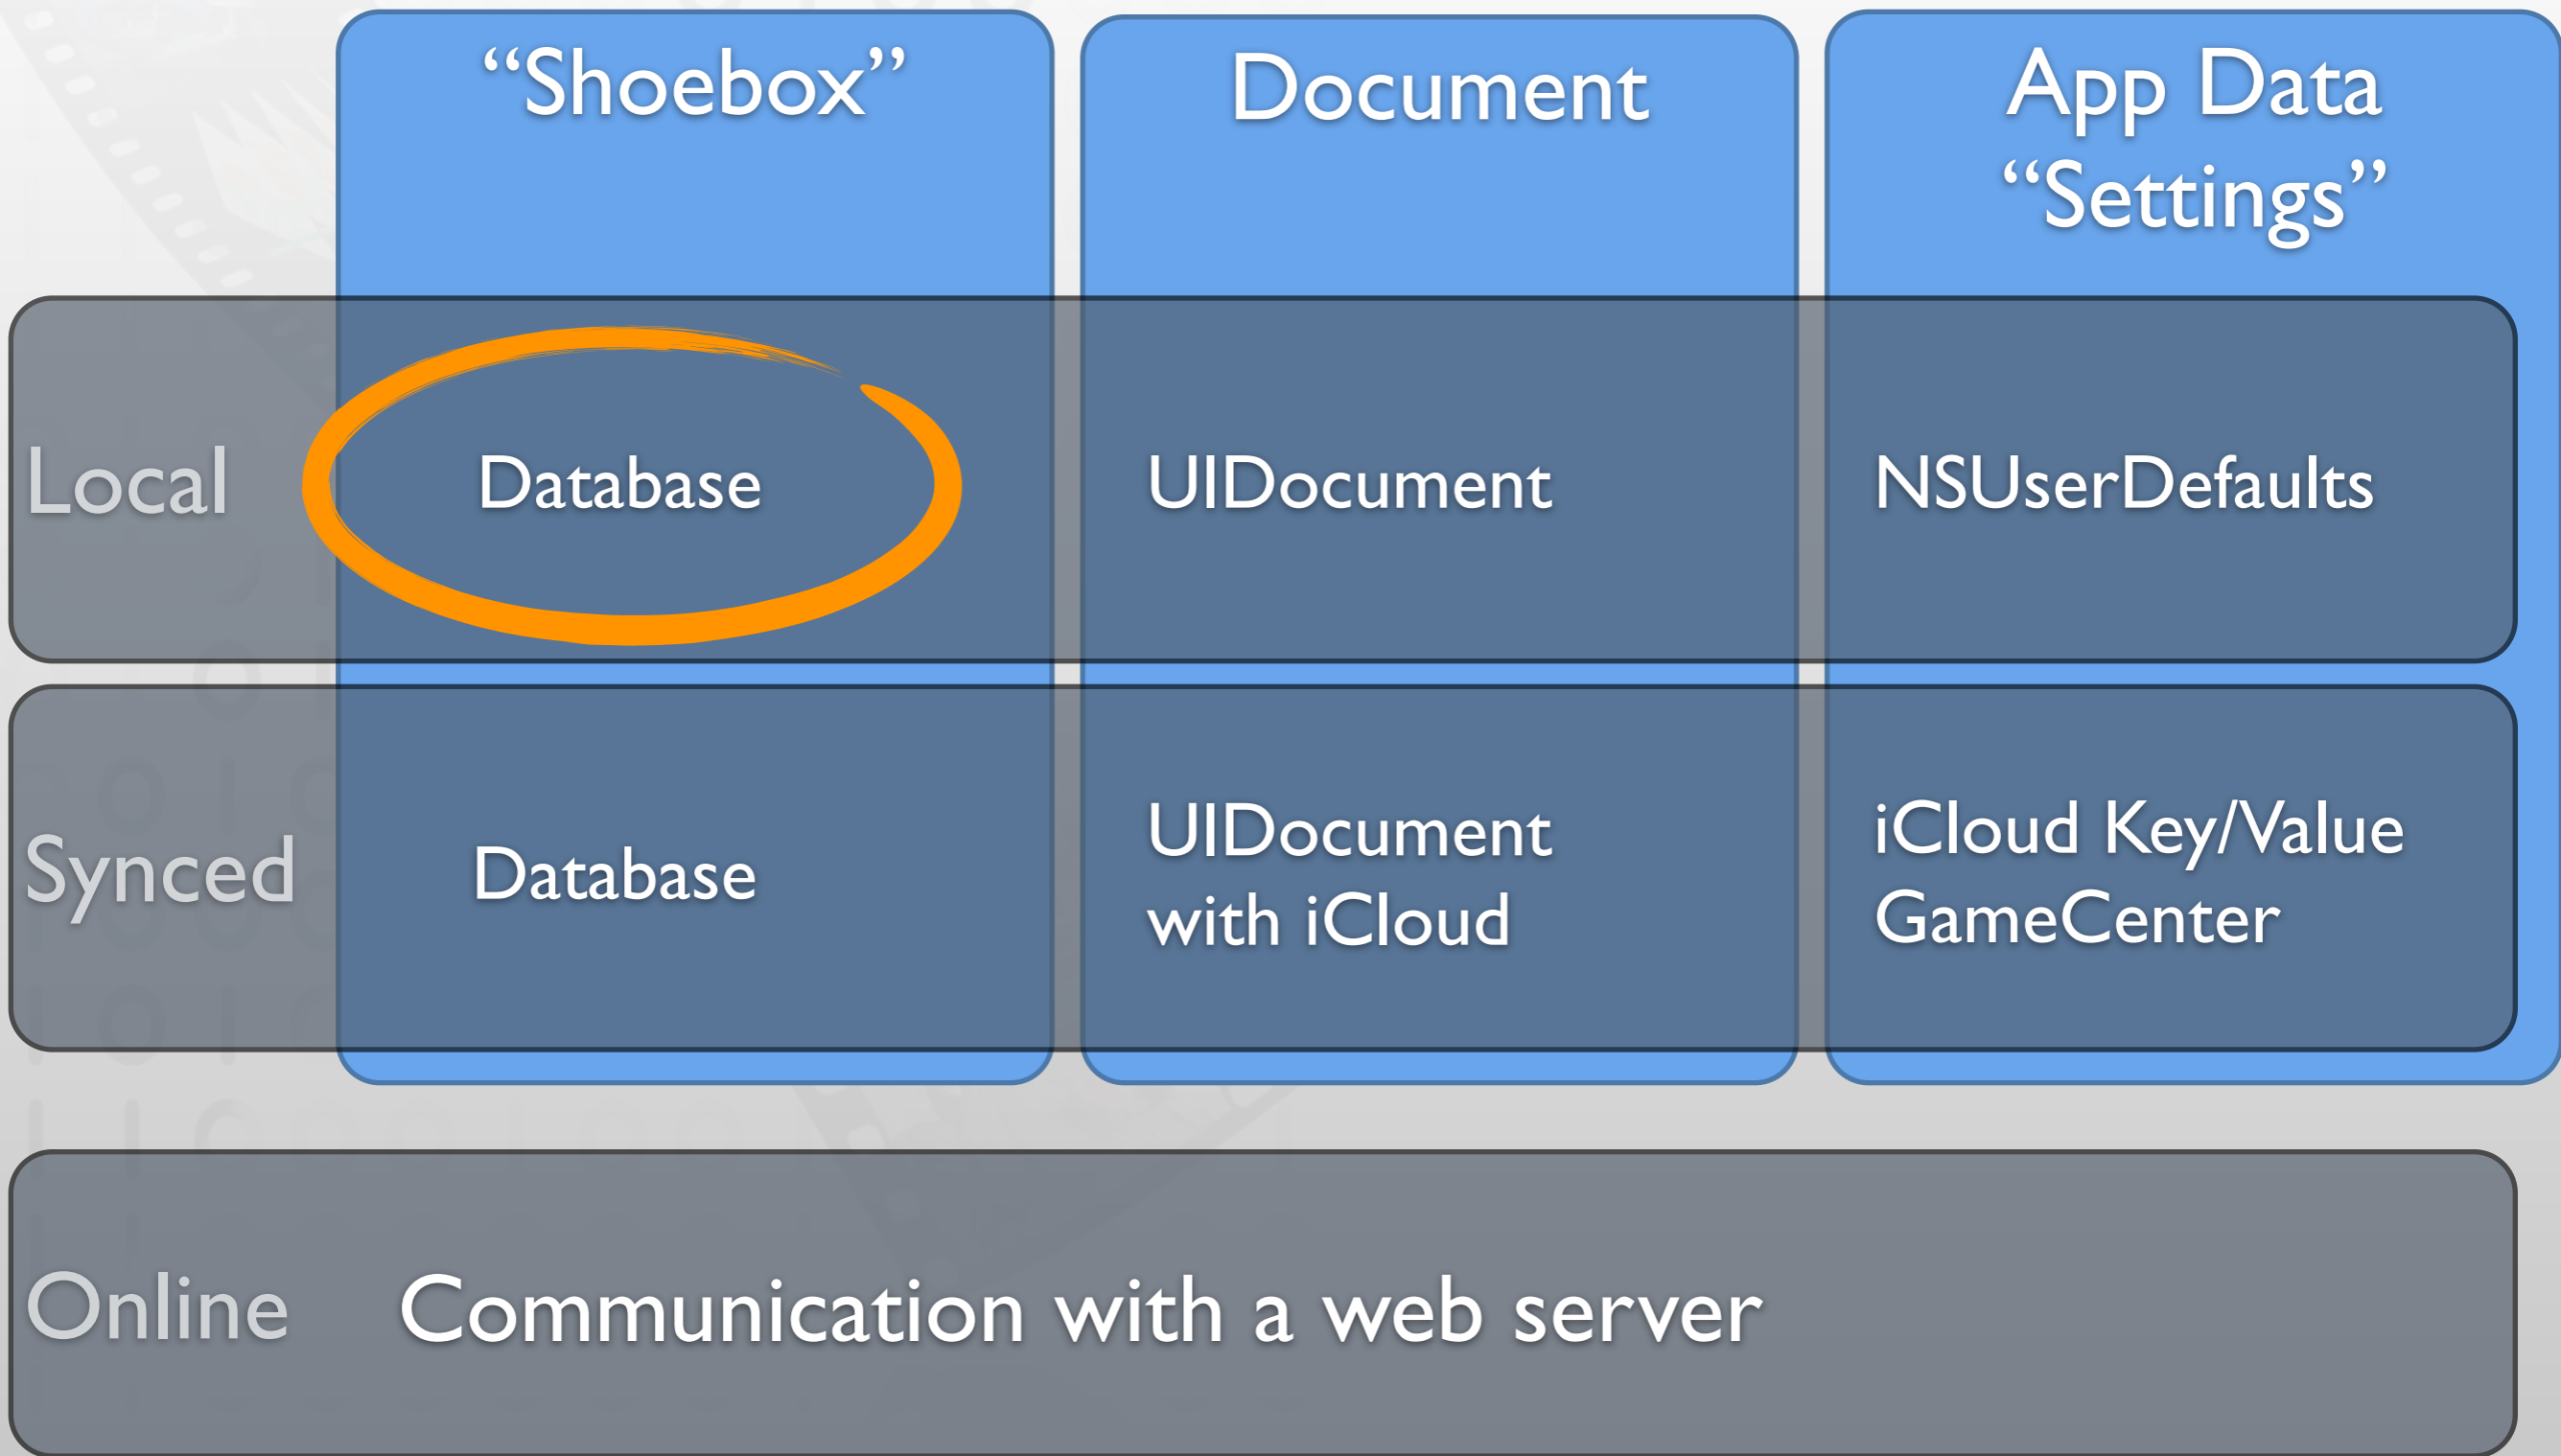 “Shoebox”
Document
App Data
“Settings”
Local
Database
UIDocument
NSUserDefaults
Synced
Database
UIDocument
with iCloud
iCloud Key/Value
GameCenter
Online
Communication with a web server